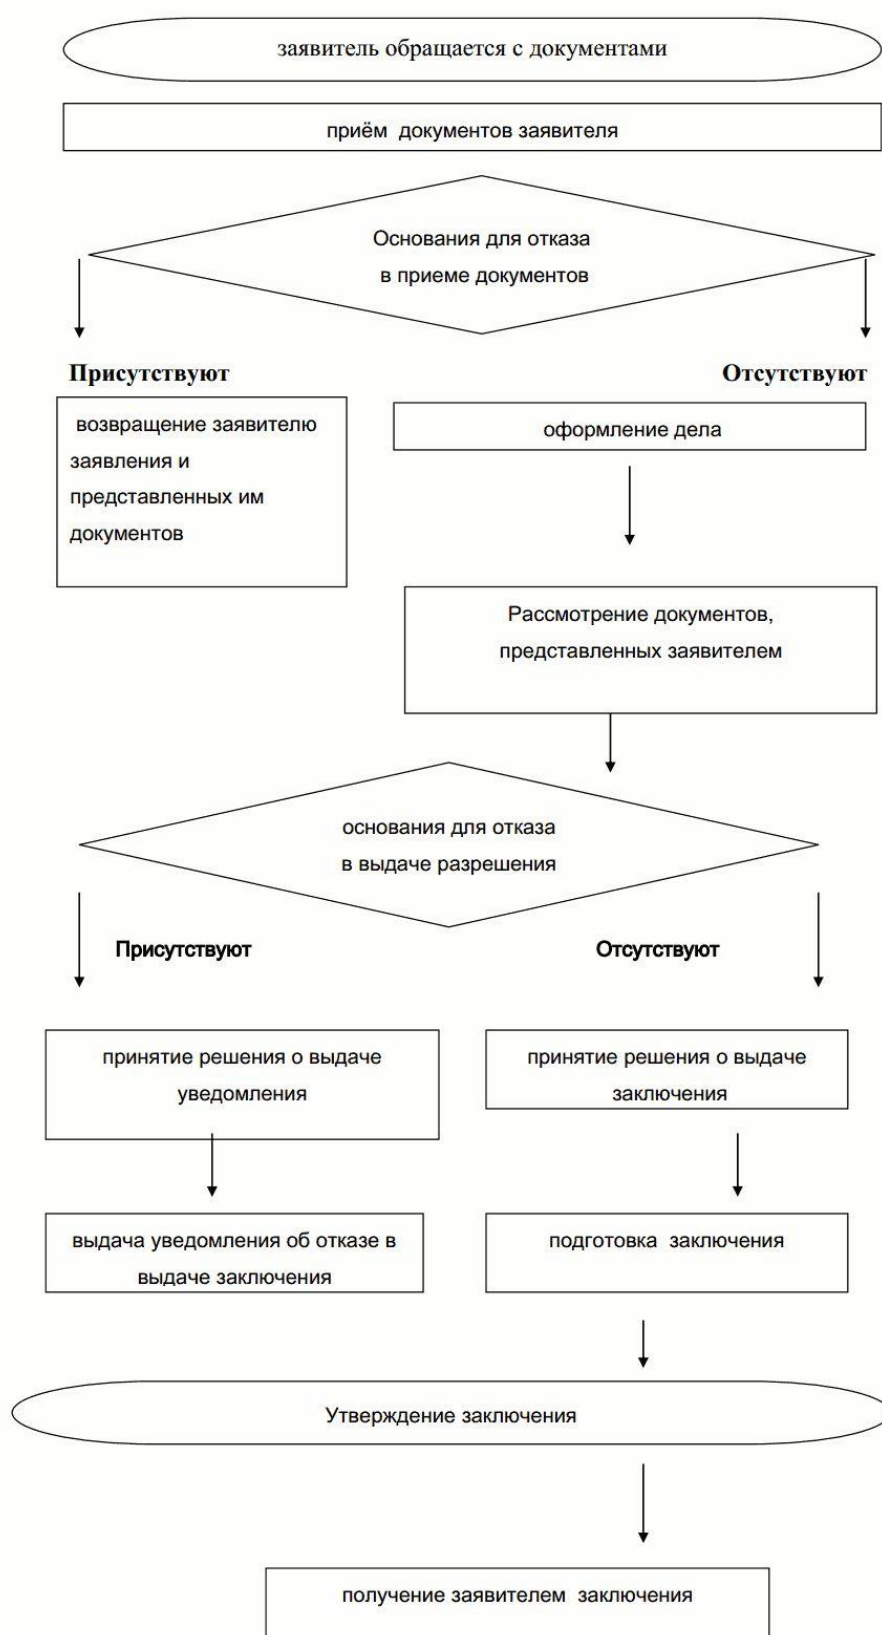 заявитель обращается с документами
приём документов заявителя
Основания для отказа
в приеме документов
Присутствуют
Отсутствуют
возвращение заявителю
заявления и
представленных им
документов
оформление дела
Рассмотрение документов,
представленных заявителем
основания для отказа
в выдаче разрешения
Присутствуют
Отсутствуют
принятие решения о выдаче
уведомления
принятие решения о выдаче
заключения
выдача уведомления об отказе в
выдаче заключения
подготовка заключения
Утверждение заключения
получение заявителем заключения